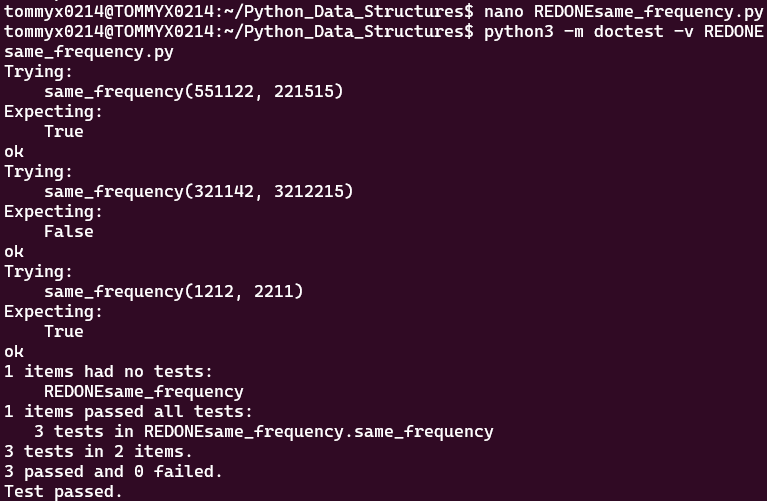 tommyx0214@TOMMYX0214:~/Python_Data_Structures$ nano REDONEsame_frequency.py
tommyx0214@TOMMYX0214:~/Python_Data_Structures$ python3 -m doctest -v REDONE
same_frequency.py
Trying:
    same_frequency(551122, 221515)
Expecting:
    True
ok
Trying:
    same_frequency(321142, 3212215)
Expecting:
    False
ok
Trying:
    same_frequency(1212, 2211)
Expecting:
    True
ok
1 items had no tests:
    REDONEsame_frequency
1 items passed all tests:
   3 tests in REDONEsame_frequency.same_frequency
3 tests in 2 items.
3 passed and 0 failed.
Test passed.